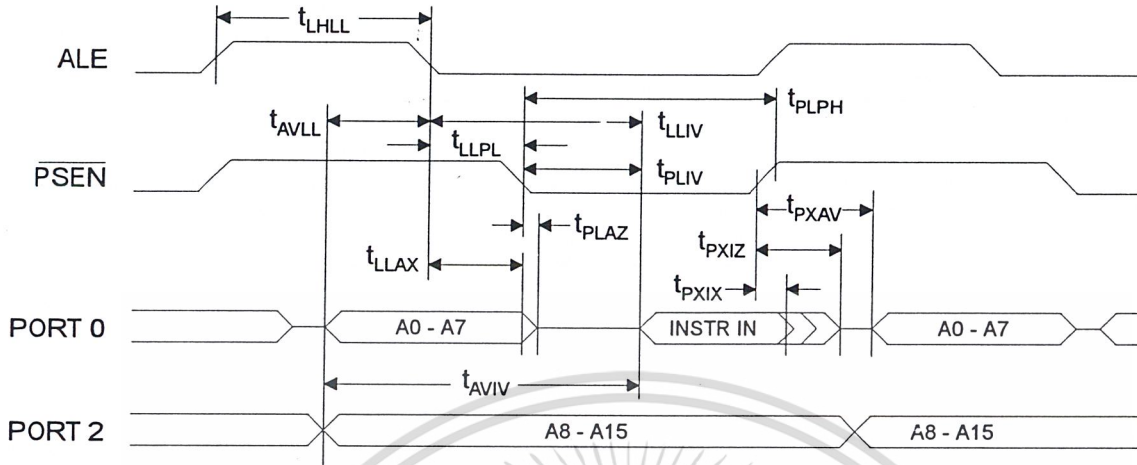 tLHLL
ALE
tPLPH
tAVLL
tLLIV
tLLPL
PSEN
tPLIV
tPXAV
tPLAZ
tPXIZ
tLLAX
tPXIX
PORT 0
A0 - A7
INSTR IN
A0 - A7
tAVIV
PORT 2
A8 - A15
A8 - A15